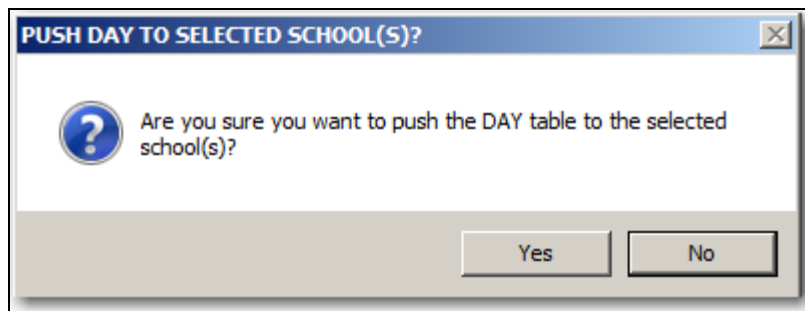 PUSH DAY TO SELECTED SCHOOL(S)?
Are you sure you want to push the DAY table to the selected
school(s)?
Yes No